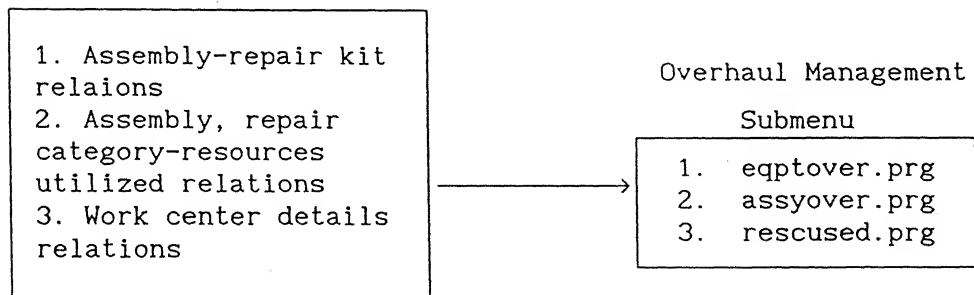 1. Assembly-repair kit
relaions
2. Assembly, repair
category-resources
utilized relations
3. Work center details
relations
Overhaul Management
Submenu
1. eqptover.prg
2. assyover.prg
3. rescused.prg